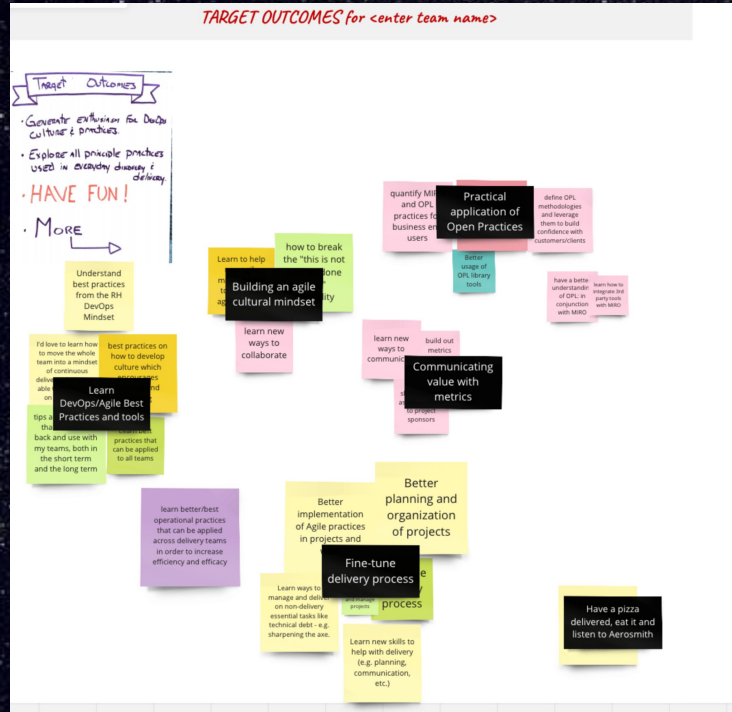 TARGET OUTCOMES for <enter team name>
TARGET OUTCOMES
· GENERATE ENTHUSIASM FOR DevOps
CULTURE & PRACTICES.
· EXPLORE ALL PRINCIPLE PRACTICES
USED IN EVERYDAY DISCOVERY &
delivery.
· HAVE FUN!
· MORE
Understand
best practices
from the RH
DevOps
Mindset
I'd love to learn how
to move the whole
team into a mindset
of continuous
able
on
best practices on
how to develop
culture which
Learn
DevOps/Agile Best
Practices and tools
tips
back and use with
my teams, both in
the short term
and the long term
practices that
can be applied
to all teams
Learn to help
how to break
the "this is not
done
Building an agile
cultural mindset
learn new
ways to
collaborate
quantify
and OPL
practices
business
users
Practical
application of
Open Practices
define OPL
methodologies
and leverage
them to build
confidence with
customers/clients
Better
usage of
OPL library
tools
have a
of OPL: in
conjunction
with MIRO
learn how to
integrate 3rd
party tools
with MIRO
learn new
ways to
build out
metrics
Communicating
value with
metrics
to project
sponsors
learn better/best
operational practices
that can be applied
across delivery teams
in order to increase
efficiency and efficacy
Better
implementation
of Agile practices
in projects and
Better
planning and
organization
of projects
Fine-tune
delivery process
process
and manage
projects
Learn ways
manage and
on non-delivery
essential tasks like
technical debt - e.g.
sharpening the axe.
Learn new skills to
help with delivery
(e.g. planning,
communication,
etc.)
Have a pizza
delivered, eat it and
listen to Aerosmith